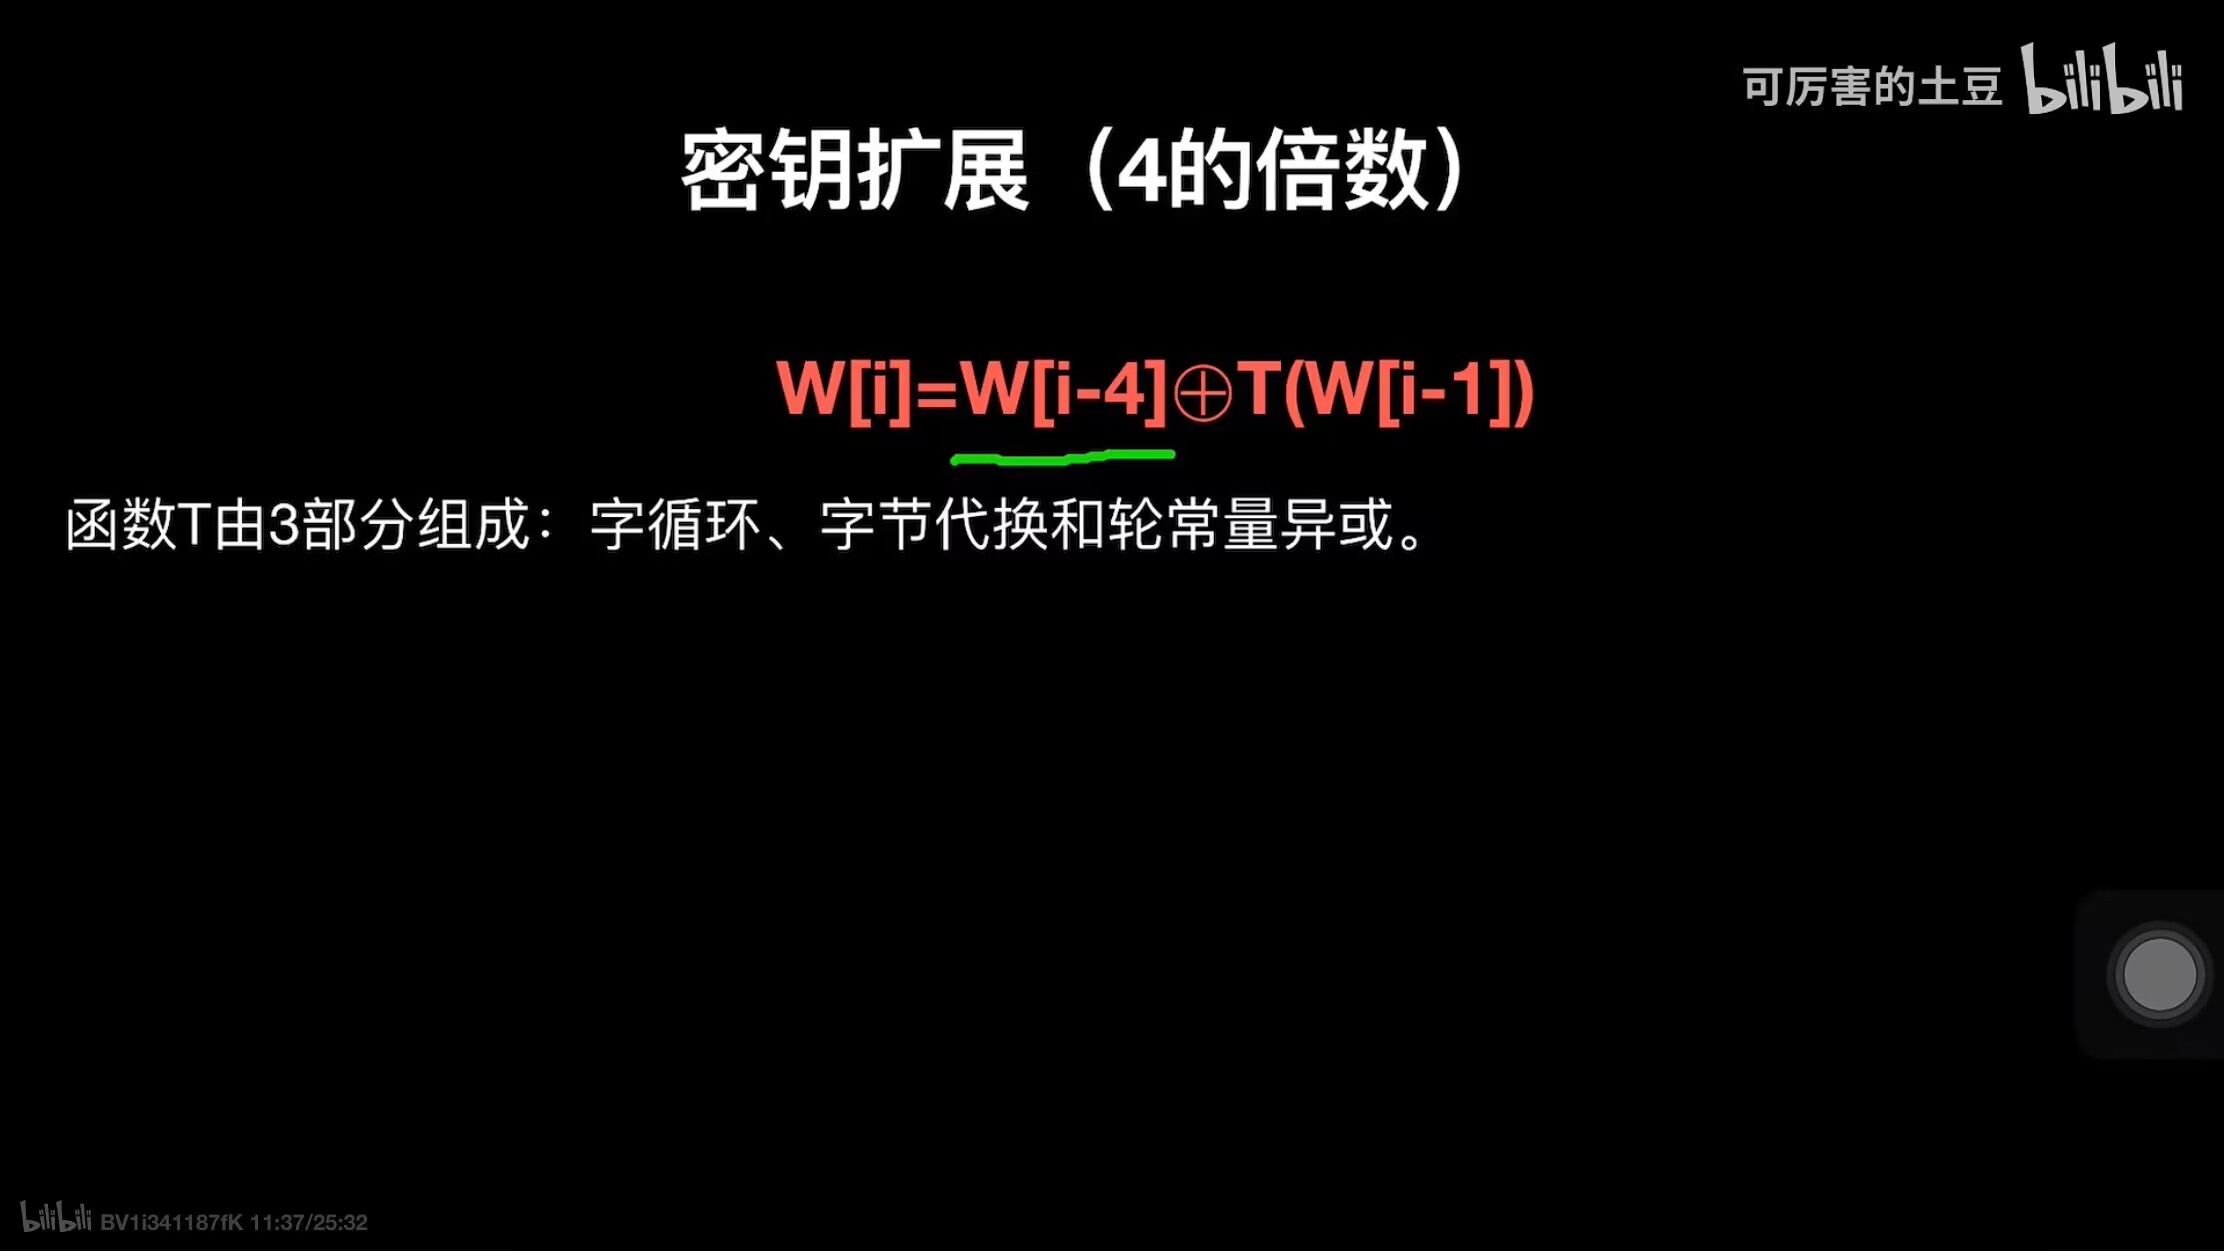 可厉害的土豆 bilibili
密钥扩展（4的倍数）
W[i]=W[i-4]⊕T(W[i-1])
函数T由3部分组成：字循环、字节代换和轮常量异或。
bilibili BV1i341187fK 11:37/25:32